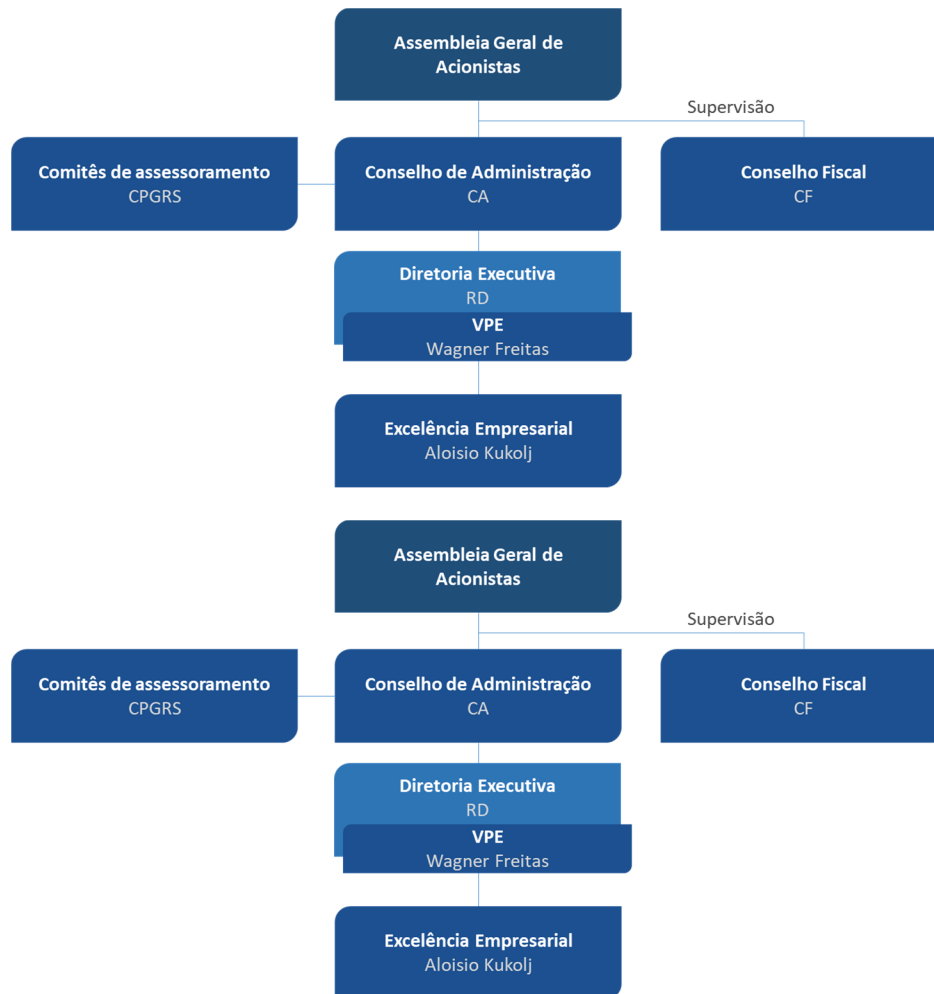 Assembleia Geral de
Acionistas
Supervisão
Comitês de assessoramento
CPGRS
Conselho de Administração
CA
Conselho Fiscal
CF
Diretoria Executiva
RD
VPE
Wagner Freitas
Excelência Empresarial
Aloisio Kukolj
Assembleia Geral de
Acionistas
Supervisão
Comitês de assessoramento
CPGRS
Conselho de Administração
CA
Conselho Fiscal
CF
Diretoria Executiva
RD
VPE
Wagner Freitas
Excelência Empresarial
Aloisio Kukolj